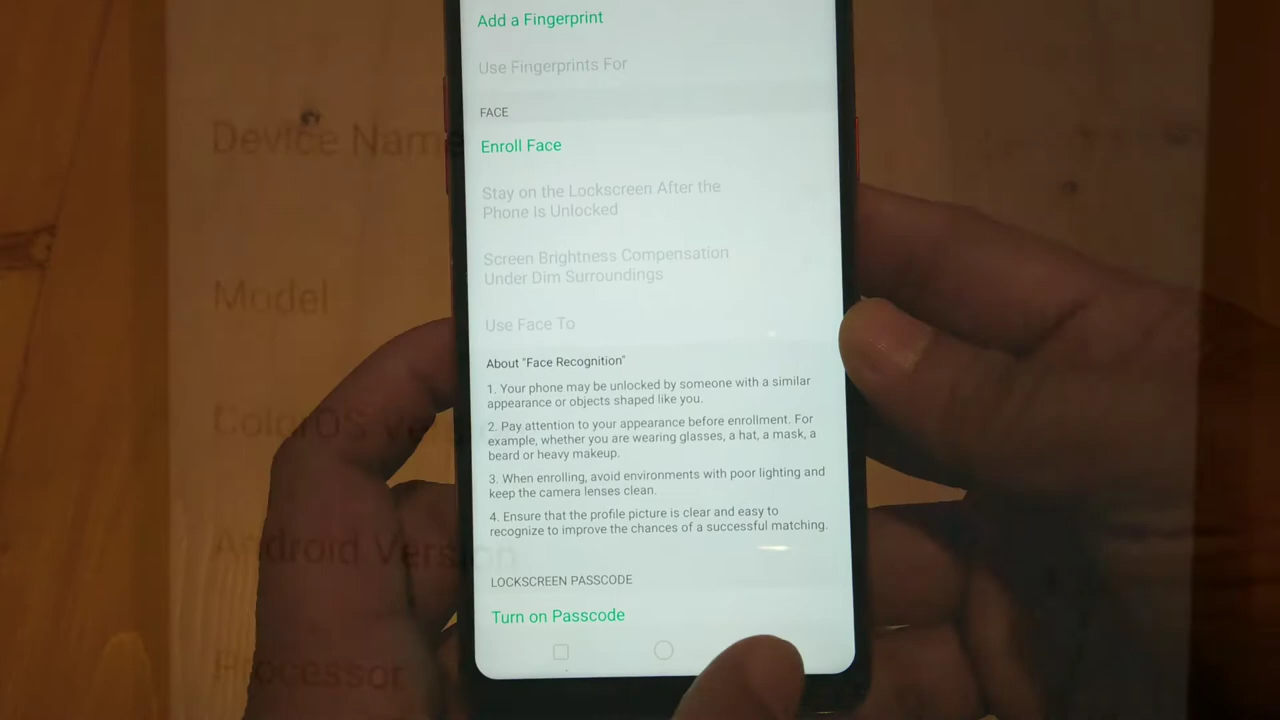 Add a Fingerprint
Use Fingerprints For
FACE
Enroll Face
Stay on the Lockscreen After the
Phone Is Unlocked
Screen Brightness Compensation
Under Dim Surroundings
Use Face To
About "Face Recognition"
1. Your phone may be unlocked by someone with a similar
appearance or objects shaped like you.
2. Pay attention to your appearance before enrollment. For
example, whether you are wearing glasses, a hat, a mask, a
beard or heavy makeup.
3. When enrolling, avoid environments with poor lighting and
keep the camera lenses clean.
4. Ensure that the profile picture is clear and easy to
recognize to improve the chances of a successful matching.
LOCKSCREEN PASSCODE
Turn on Passcode
Device Name
Model
ColorOS
Android Version
Processor